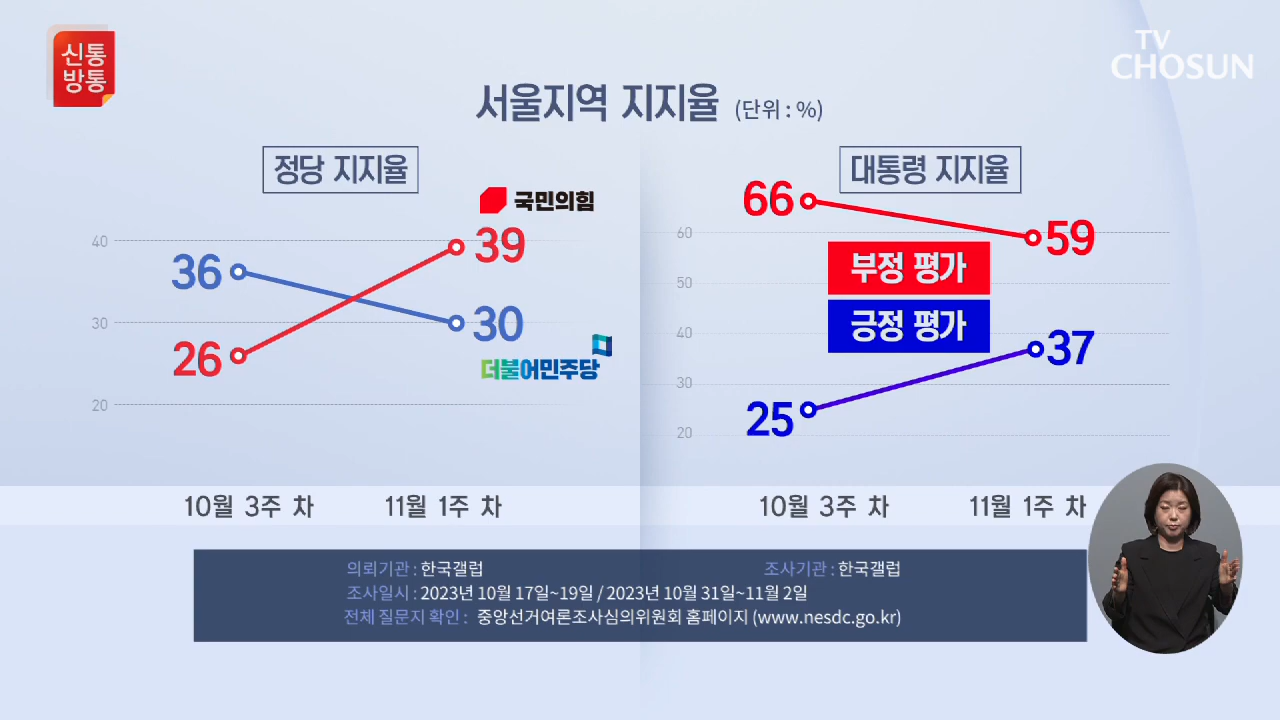 신통
방통
TV
CHOSUN
서울지역 지지율 (단위 : %)
정당 지지율
국민의힘
40
30
20
36
39
26
30
더불어민주당
10월 3주 차
11월 1주 차
대통령 지지율
60
50
40
30
20
66
59
부정 평가
긍정 평가
25
37
10월 3주 차
11월 1주 차
의뢰기관 : 한국갤럽 조사기관 : 한국갤럽
조사일시 : 2023년 10월 17일~19일 / 2023년 10월 31일~11월 2일
전체 질문지 확인 : 중앙선거여론조사심의위원회 홈페이지 (www.nesdc.go.kr)